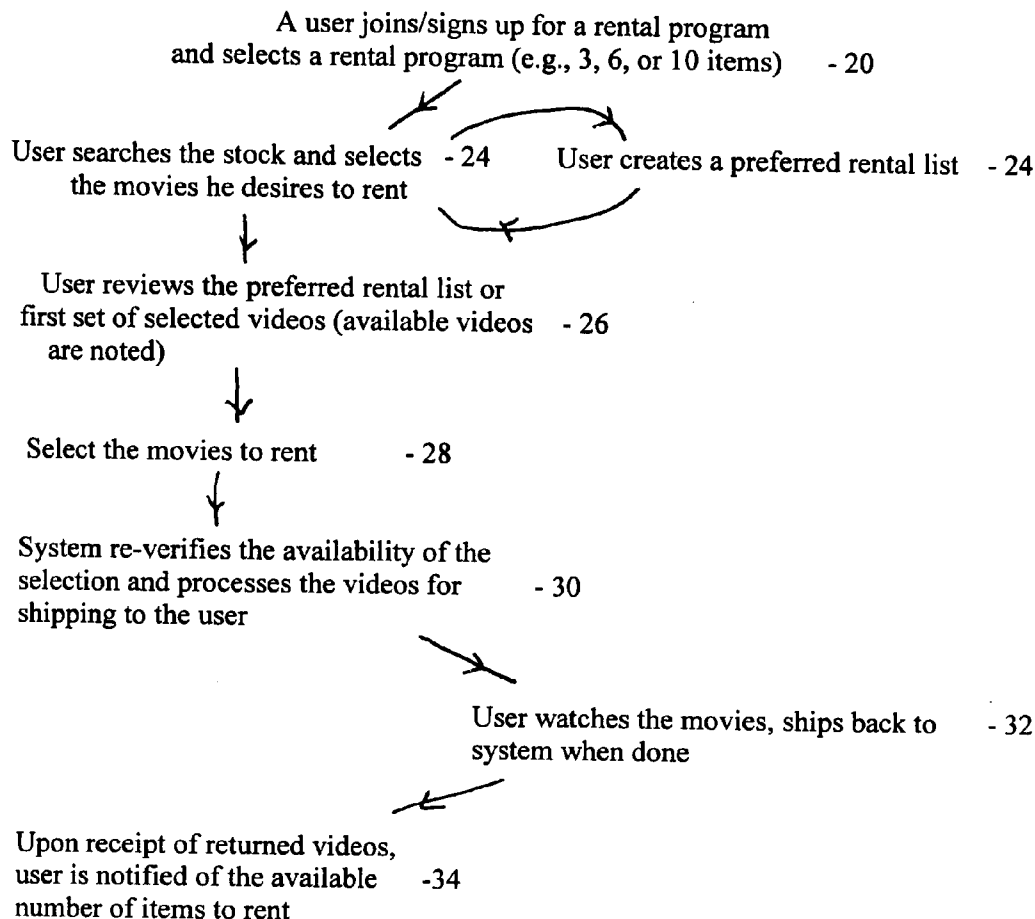 A user joins/signs up for a rental program
and selects a rental program (e.g., 3, 6, or 10 items) - 20
User searches the stock and selects - 24
the movies he desires to rent
User creates a preferred rental list - 24
User reviews the preferred rental list or
first set of selected videos (available videos - 26
are noted)
Select the movies to rent - 28
System re-verifies the availability of the
selection and processes the videos for - 30
shipping to the user
User watches the movies, ships back to - 32
system when done
Upon receipt of returned videos,
user is notified of the available -34
number of items to rent